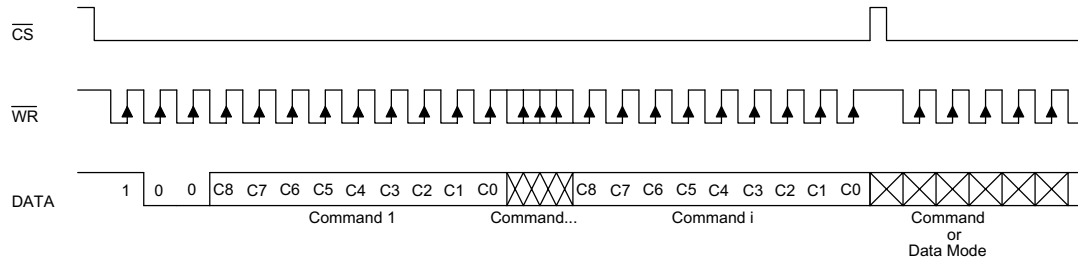 CS
WR
DATA
1 0 0 C8 C7 C6 C5 C4 C3 C2 C1 C0 C8 C7 C6 C5 C4 C3 C2 C1 C0
Command 1
Command...
Command i
Command
or
Data Mode